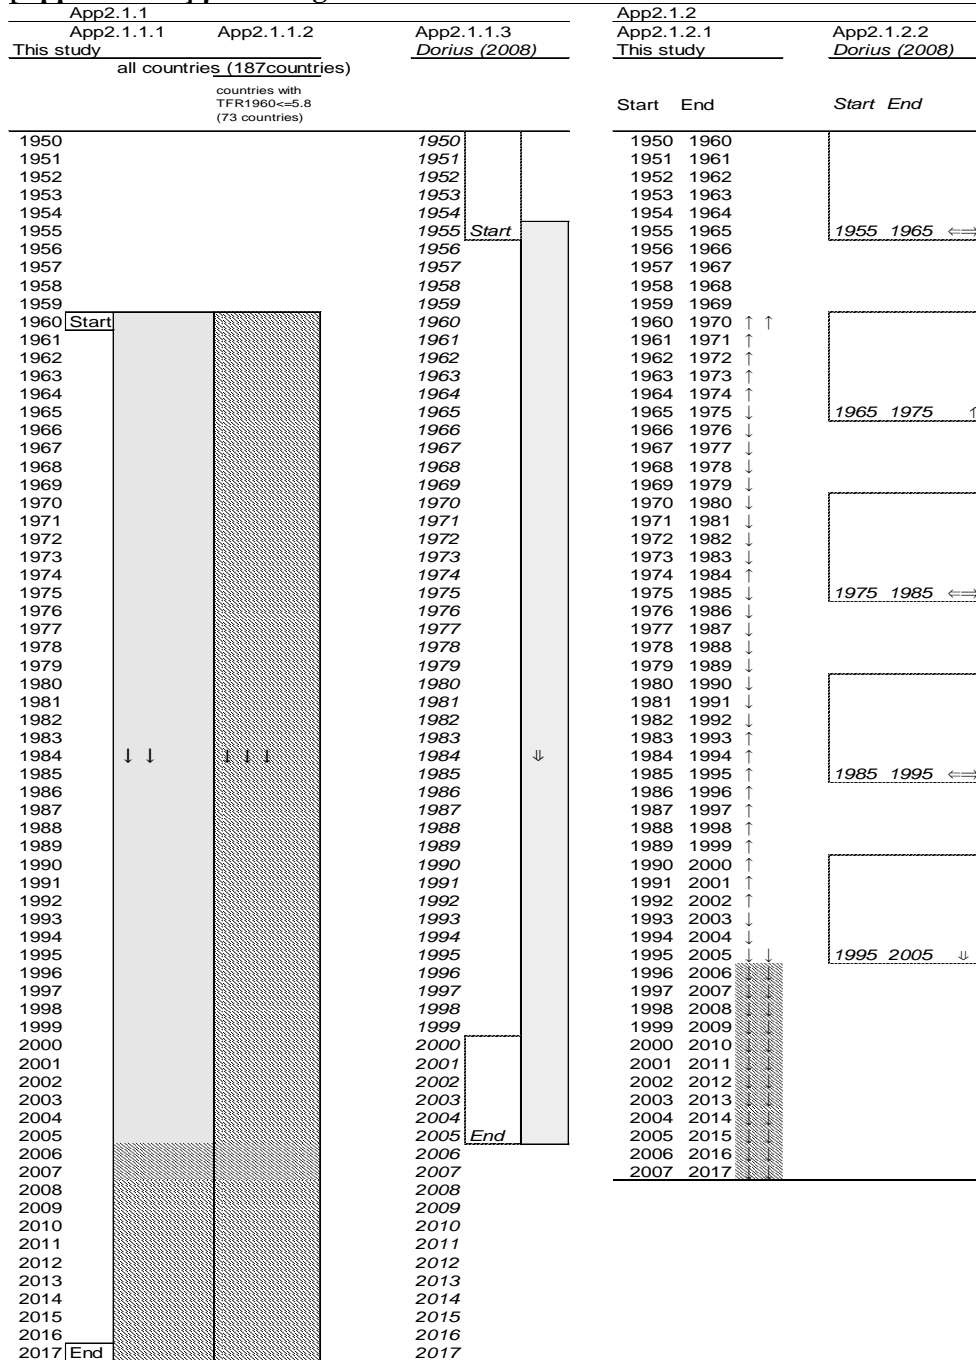 App2.1.1 App2.1.2
App2.1.1.1 App2.1.1.2 App2.1.1.3 App2.1.2.1 App2.1.2.2
This study Dorius (2008) This study Dorius (2008)
all countries (187countries)
countries with
TFR1960<=5.8
(73 countries)
Start End Start End
1950 1950 1950 1960
1951 1951 1951 1961
1952 1952 1952 1962
1953 1953 1953 1963
1954 1954 1954 1964
1955 1955 Start 1955 1965 1955 1965 ⇐⇒
1956 1956 1956 1966
1957 1957 1957 1967
1958 1958 1958 1968
1959 1959 1959 1969
1960 Start 1960 1960 1970 ↑ ↑
1961 1961 1961 1971 ↑
1962 1962 1962 1972 ↑
1963 1963 1963 1973 ↑
1964 1964 1964 1974 ↑
1965 1965 1965 1975 ↓ 1965 1975 ⇑
1966 1966 1966 1976 ↓
1967 1967 1967 1977 ↓
1968 1968 1968 1978 ↓
1969 1969 1969 1979 ↓
1970 1970 1970 1980 ↓
1971 1971 1971 1981 ↓
1972 1972 1972 1982 ↓
1973 1973 1973 1983 ↓
1974 1974 1974 1984 ↑
1975 1975 1975 1985 ↓ 1975 1985 ⇐⇒
1976 1976 1976 1986 ↓
1977 1977 1977 1987 ↓
1978 1978 1978 1988 ↓
1979 1979 1979 1989 ↓
1980 1980 1980 1990 ↓
1981 1981 1981 1991 ↓
1982 1982 1982 1992 ↓
1983 1983 1983 1993 ↑
1984 ↓ ↓ ↓ ↓ ↓ 1984 ⇓ 1984 1994 ↑
1985 1985 1985 1995 ↑ 1985 1995 ⇐⇒
1986 1986 1986 1996 ↑
1987 1987 1987 1997 ↑
1988 1988 1988 1998 ↑
1989 1989 1989 1999 ↑
1990 1990 1990 2000 ↑
1991 1991 1991 2001 ↑
1992 1992 1992 2002 ↑
1993 1993 1993 2003 ↓
1994 1994 1994 2004 ↓
1995 1995 1995 2005 ↓ ↓ 1995 2005 ⇓
1996 1996 1996 2006 ↓ ↓
1997 1997 1997 2007 ↓ ↓
1998 1998 1998 2008 ↓ ↓
1999 1999 1999 2009 ↓ ↓
2000 2000 2000 2010 ↓ ↓
2001 2001 2001 2011 ↓ ↓
2002 2002 2002 2012 ↓ ↓
2003 2003 2003 2013 ↓ ↓
2004 2004 2004 2014 ↓ ↓
2005 2005 End 2005 2015 ↓ ↓
2006 2006 2006 2016 ↓ ↓
2007 2007 2007 2017 ↓ ↓
2008 2008
2009 2009
2010 2010
2011 2011
2012 2012
2013 2013
2014 2014
2015 2015
2016 2016
2017 End 2017